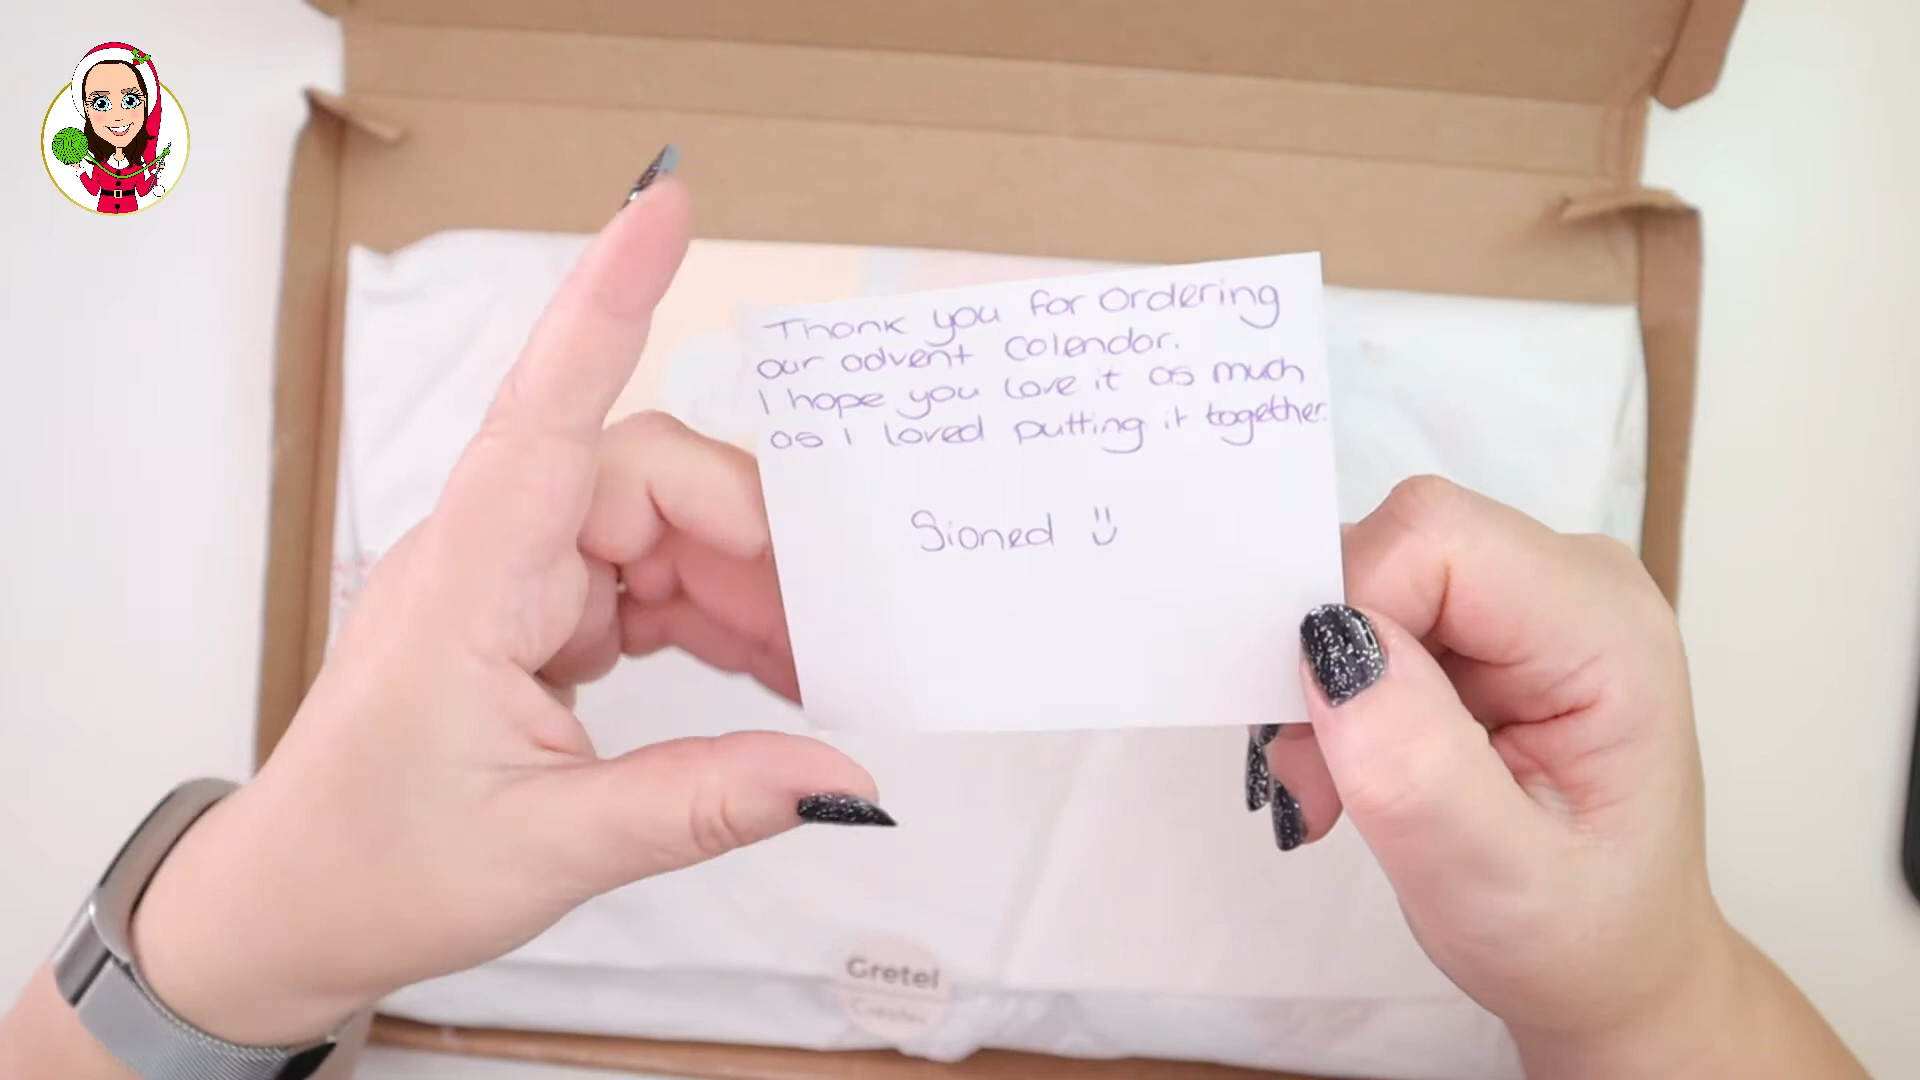 Thank you for Ordering
our advent calendar.
I hope you love it as much
as I loved putting it together.
Sioned
Gretel
Creates